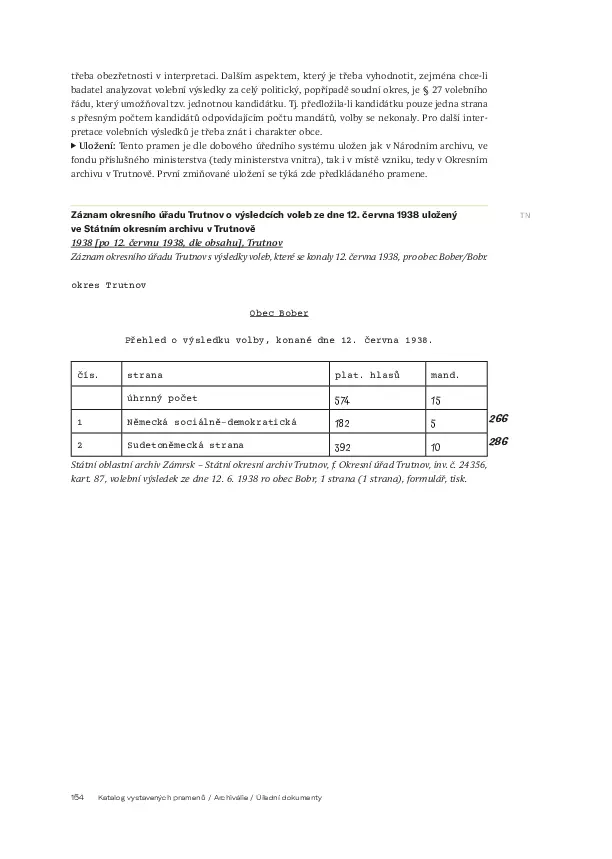 třeba obezřetnosti v interpretaci. Dalším aspektem, který je třeba vyhodnotit, zejména chce-li
badatel analyzovat volební výsledky za celý politický, popřípadě soudní okres, je § 27 volebního
řádu, který umožňoval tzv. jednotnou kandidátku. Tj. předložila-li kandidátku pouze jedna strana
s přesným počtem kandidátů odpovídajícím počtu mandátů, volby se nekonaly. Pro další inter-
pretace volebních výsledků je třeba znát i charakter obce.
▶ Uložení: Tento pramen je dle dobového úředního systému uložen jak v Národním archivu, ve
fondu příslušného ministerstva (tedy ministerstva vnitra), tak i v místě vzniku, tedy v Okresním
archivu v Trutnově. První zmiňované uložení se týká zde předkládaného pramene.
Záznam okresního úřadu Trutnov o výsledcích voleb ze dne 12. června 1938 uložený TN
ve Státním okresním archivu v Trutnově
1938 [po 12. červnu 1938, dle obsahu], Trutnov
Záznam okresního úřadu Trutnov s výsledky voleb, které se konaly 12. června 1938, pro obec Bober/Bobr.
okres Trutnov
Obec Bober
Přehled o výsledku volby, konané dne 12. června 1938.
čís. strana plat. hlasů mand.
úhrnný počet 574 15
1 Německá sociálně-demokratická 182 5 266
2 Sudetoněmecká strana 392 10 286
Státní oblastní archiv Zámrsk – Státní okresní archiv Trutnov, f. Okresní úřad Trutnov, inv. č. 24356,
kart. 87, volební výsledek ze dne 12. 6. 1938 ro obec Bobr, 1 strana (1 strana), formulář, tisk.
154 Katalog vystavených pramenů / Archiválie / Úřední dokumenty